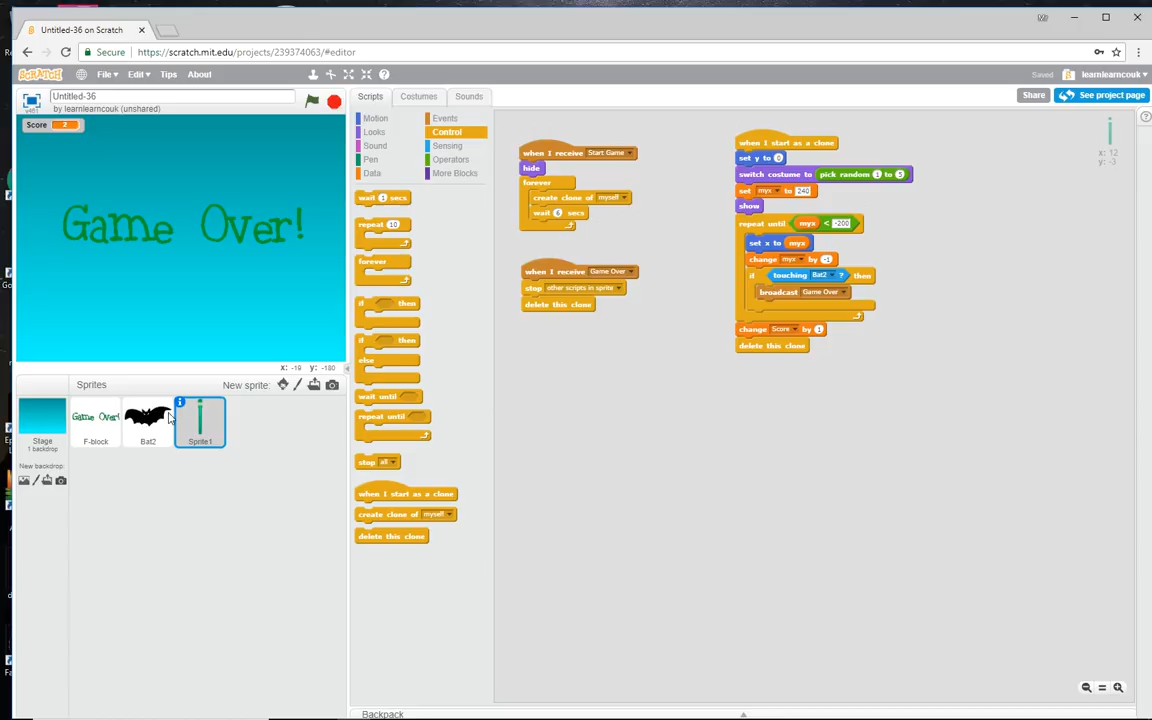 Untitled-36 on Scratch
Secure https://scratch.mit.edu/projects/239374063/#editor
SCRATCH File Edit Tips About Saved learnlearncouk
Untitled-36
by learnlearncouk (unshared)
v461
Share See project page
Score 2
Game Over!
x: -19 y: -180
Sprites New sprite:
Stage
1 backdrop
New backdrop:
Game Over!
F-block
Bat2
Sprite1
Scripts Costumes Sounds
Motion Events
Looks Control
Sound Sensing
Pen Operators
Data More Blocks
wait 1 secs
repeat 10
forever
if then
if then
else
wait until
repeat until
stop all
when I start as a clone
create clone of myself
delete this clone
when I receive Start Game
hide
forever
create clone of myself
wait 6 secs
when I receive Game Over
stop other scripts in sprite
delete this clone
when I start as a clone
set y to 0
switch costume to pick random 1 to 5
set myx to 240
show
repeat until myx < -200
set x to myx
change myx by -1
if touching Bat2 ? then
broadcast Game Over
change Score by 1
delete this clone
x: 12
y: -3
Backpack